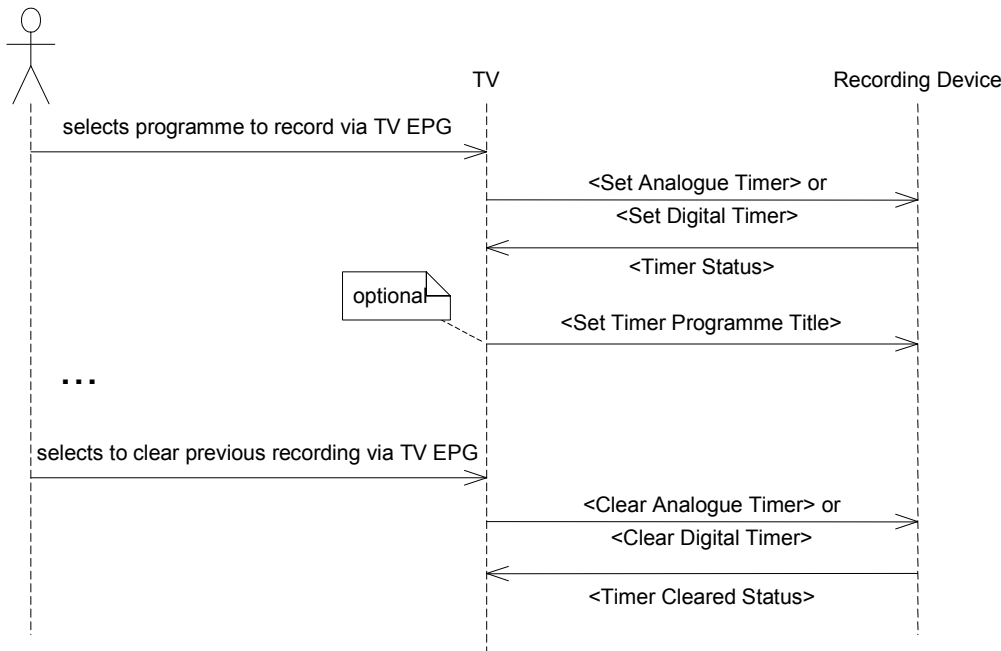 TV
Recording Device
selects programme to record via TV EPG
<Set Analogue Timer> or
<Set Digital Timer>
<Timer Status>
optional
<Set Timer Programme Title>
...
selects to clear previous recording via TV EPG
<Clear Analogue Timer> or
<Clear Digital Timer>
<Timer Cleared Status>